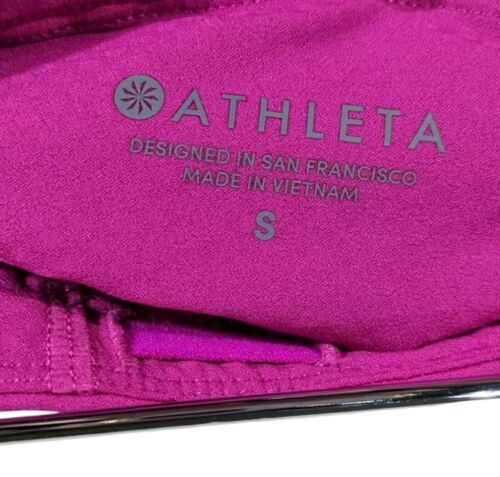 ATHLETA
DESIGNED IN SAN FRANCISCO
MADE IN VIETNAM
S